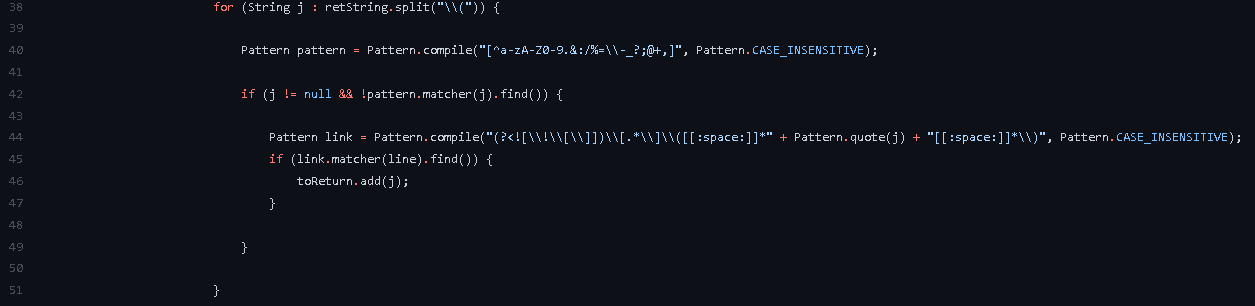 38 for (String j : retString.split("\\(")) {
39
40 Pattern pattern = Pattern.compile("[^a-zA-Z0-9.&:/%=\\-_?;@+,]", Pattern.CASE_INSENSITIVE);
41
42 if (j != null && !pattern.matcher(j).find()) {
43
44 Pattern link = Pattern.compile("(?<![\\!\\[\\]])\\[.*\\]\\([[:space:]]*" + Pattern.quote(j) + "[[:space:]]*\\)", Pattern.CASE_INSENSITIVE);
45 if (link.matcher(line).find()) {
46 toReturn.add(j);
47 }
48
49 }
50
51 }